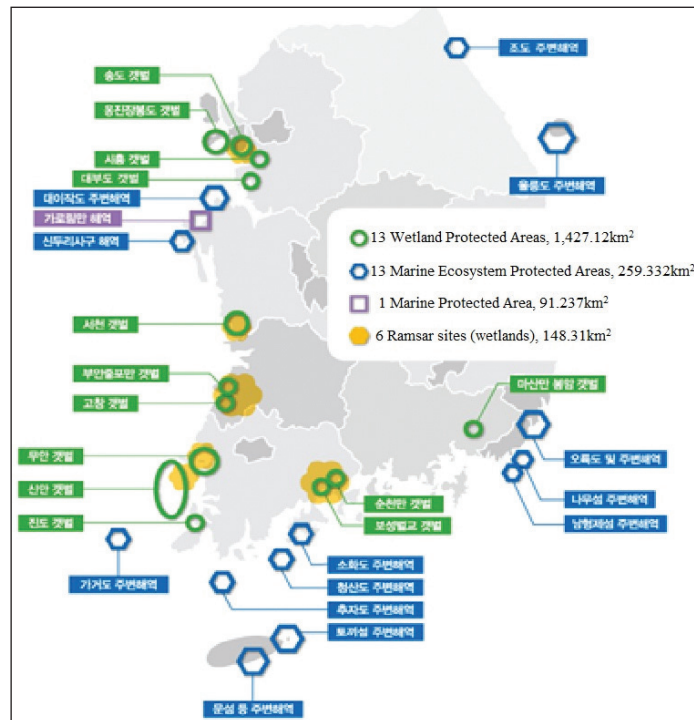 조도 주변해역
송도 갯벌
옹진장봉도 갯벌
시흥 갯벌
대부도 갯벌
울릉도 주변해역
대이작도 주변해역
가로림만 해역
신두리사구 해역
13 Wetland Protected Areas, 1,427.12km²
13 Marine Ecosystem Protected Areas, 259.332km²
1 Marine Protected Area, 91.237km²
6 Ramsar sites (wetlands), 148.31km²
서천 갯벌
부안줄포만 갯벌
고창 갯벌
마산만 봉암 갯벌
무안 갯벌
오륙도 및 주변해역
신안 갯벌
나무섬 주변해역
순천만 갯벌
진도 갯벌
보성벌교 갯벌
남형제섬 주변해역
소화도 주변해역
가거도 주변해역
청산도 주변해역
추자도 주변해역
토끼섬 주변해역
문섬 등 주변해역